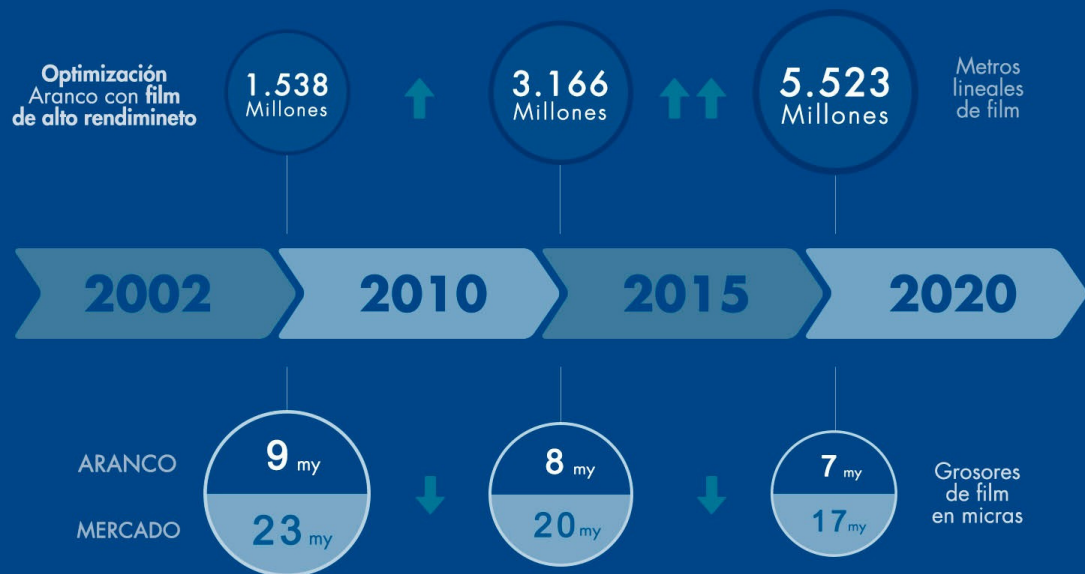 Optimización
Aranco con film
de alto rendimineto
1.538
Millones
3.166
Millones
5.523
Millones
Metros
lineales
de film
2002
2010
2015
2020
ARANCO
MERCADO
9 my
23 my
8 my
20 my
7 my
17 my
Grosores
de film
en micras